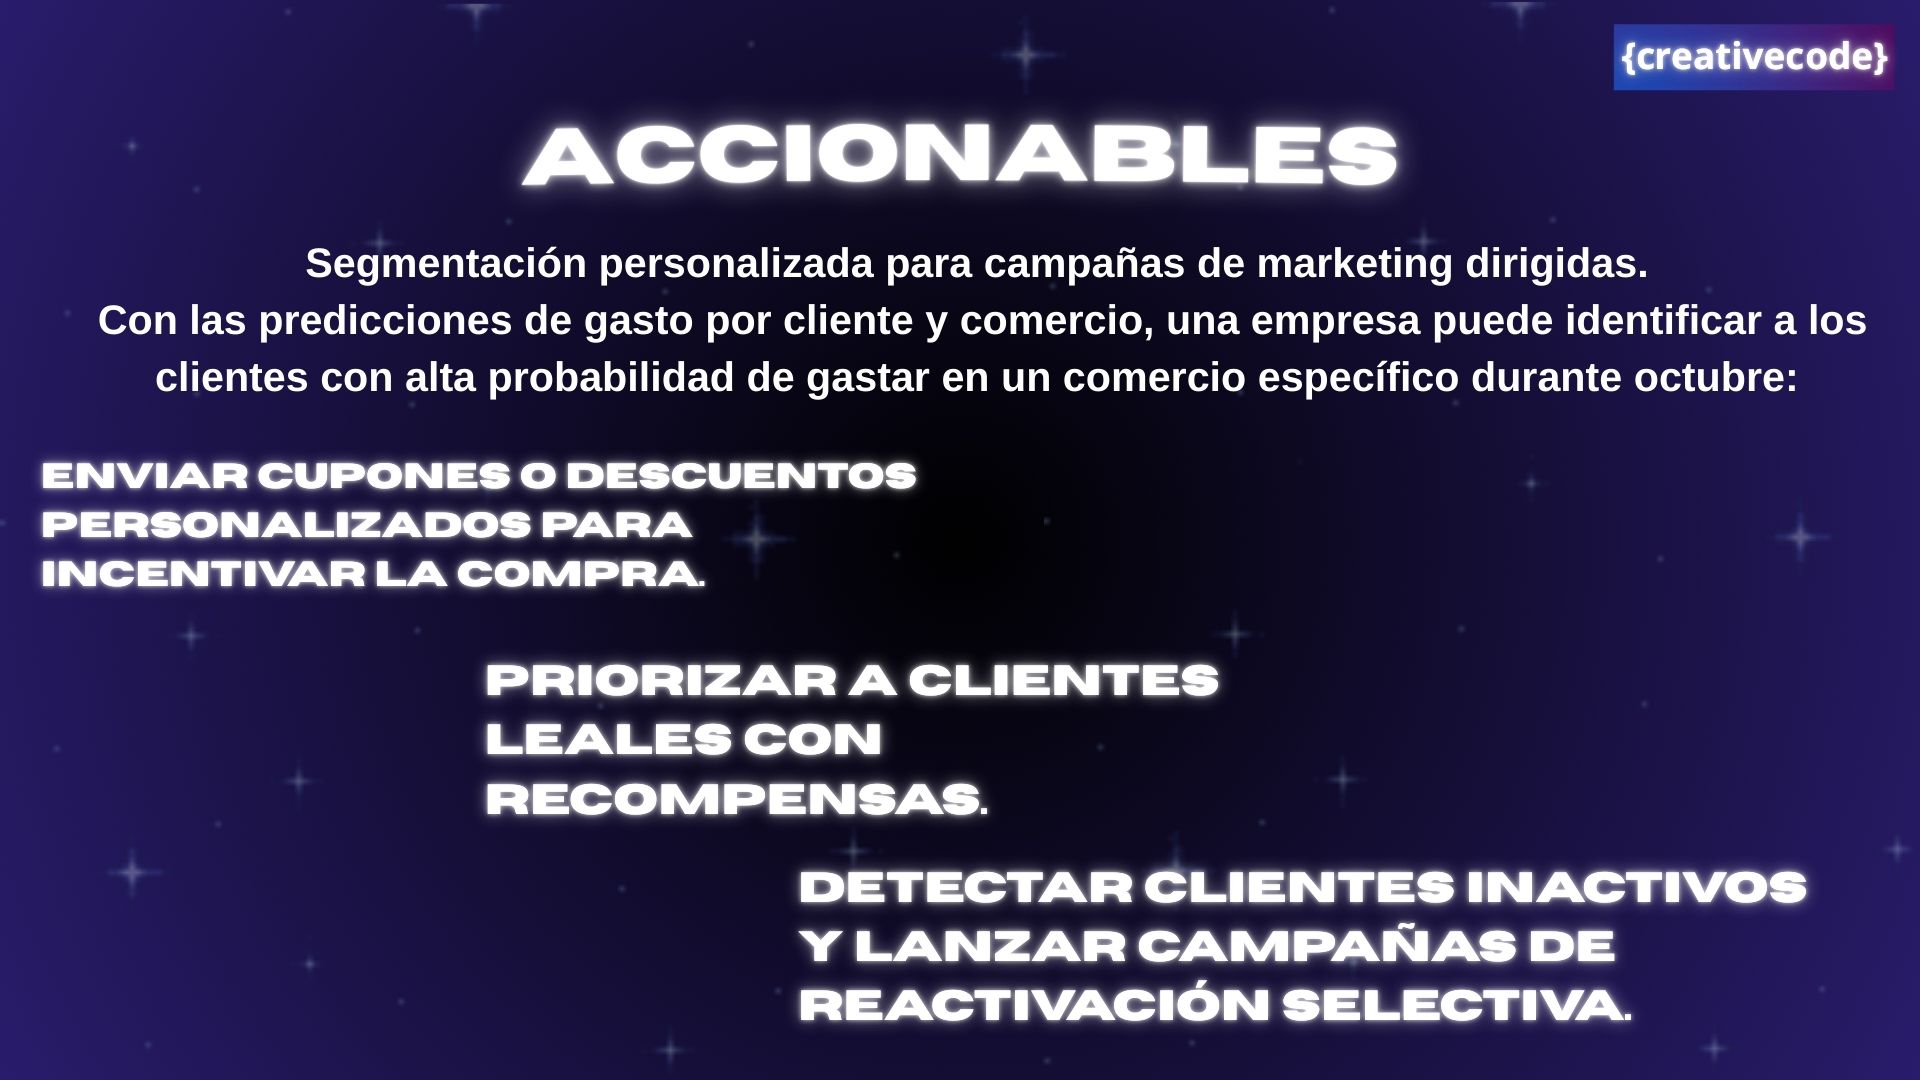 {creativecode}
ACCIONABLES
Segmentación personalizada para campañas de marketing dirigidas.
Con las predicciones de gasto por cliente y comercio, una empresa puede identificar a los
clientes con alta probabilidad de gastar en un comercio específico durante octubre:
ENVIAR CUPONES O DESCUENTOS
PERSONALIZADOS PARA
INCENTIVAR LA COMPRA.
PRIORIZAR A CLIENTES
LEALES CON
RECOMPENSAS.
DETECTAR CLIENTES INACTIVOS
Y LANZAR CAMPAÑAS DE
REACTIVACIÓN SELECTIVA.